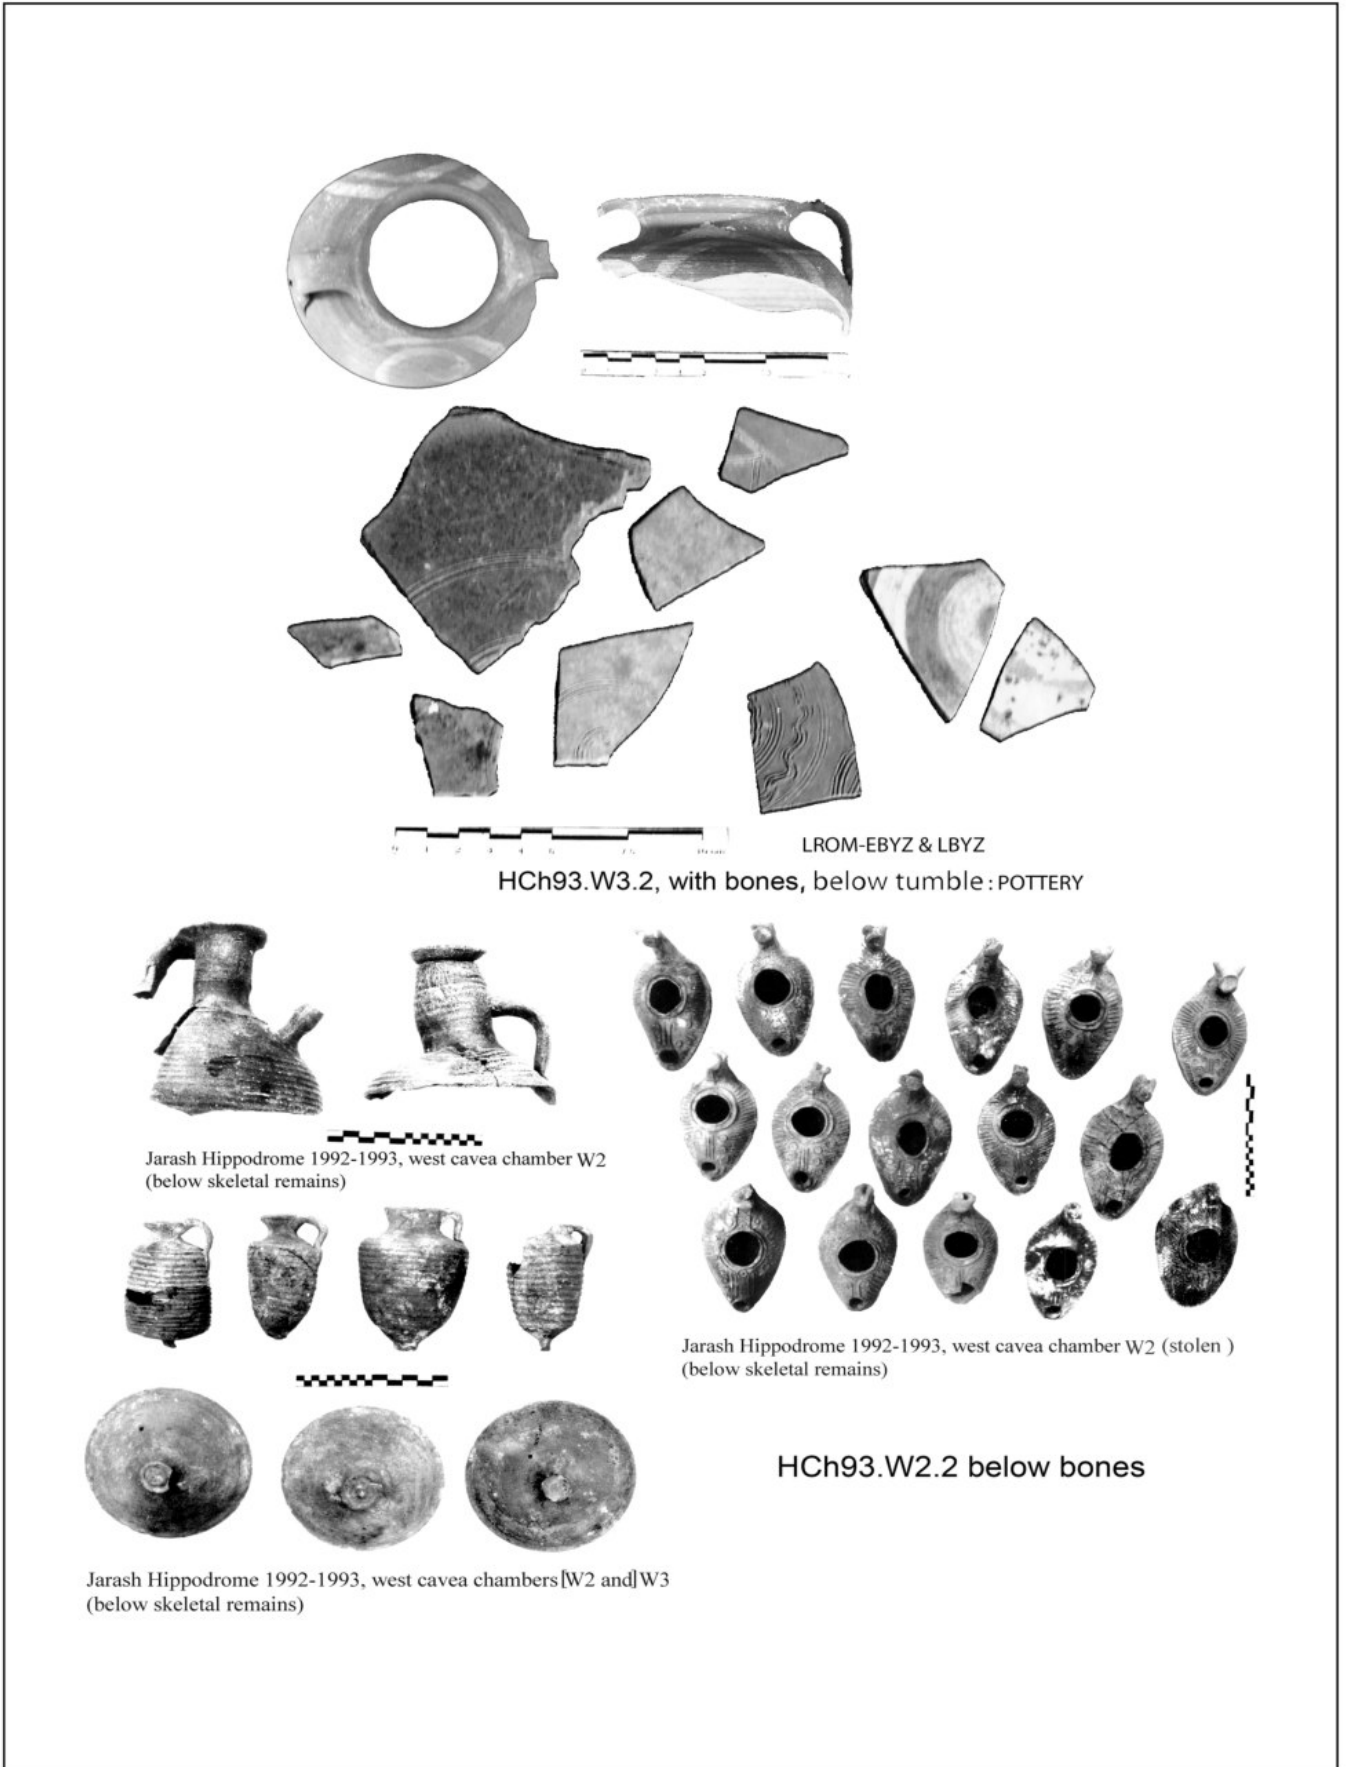 LROM-EBYZ & LBYZ
HCh93.W3.2, with bones, below tumble: POTTERY
Jarash Hippodrome 1992-1993, west cavea chamber W2
(below skeletal remains)
Jarash Hippodrome 1992-1993, west cavea chamber W2 (stolen )
(below skeletal remains)
HCh93.W2.2 below bones
Jarash Hippodrome 1992-1993, west cavea chambers [W2 and] W3
(below skeletal remains)